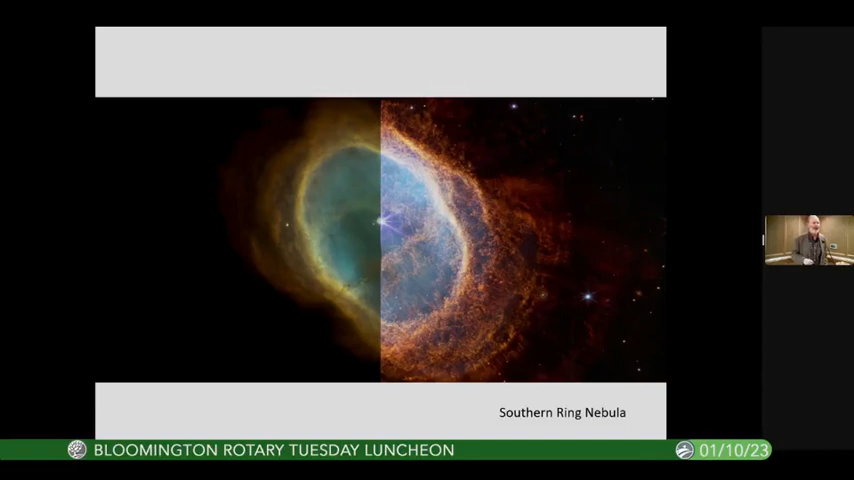 Southern Ring Nebula
BLOOMINGTON ROTARY TUESDAY LUNCHEON
01/10/23